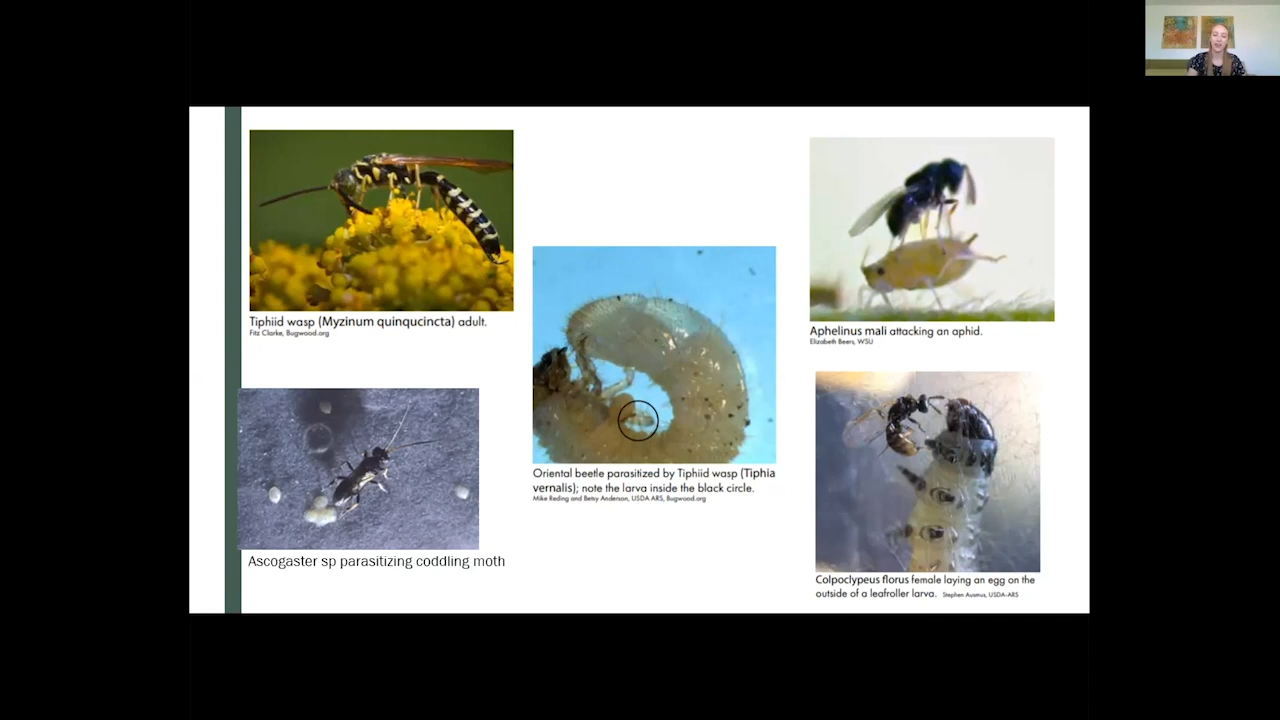 Tiphiid wasp (Myzinum quinqucincta) adult.
Fitz Clarke, Bugwood.org
Ascogaster sp parasitizing coddling moth
Oriental beetle parasitized by Tiphiid wasp (Tiphia
vernalis); note the larva inside the black circle.
Mike Reding and Betsy Anderson, USDA ARS, Bugwood.org
Aphelinus mali attacking an aphid.
Elizabeth Beers, WSU
Colpoclypeus florus female laying an egg on the
outside of a leafroller larva. Stephen Ausmus, USDA-ARS